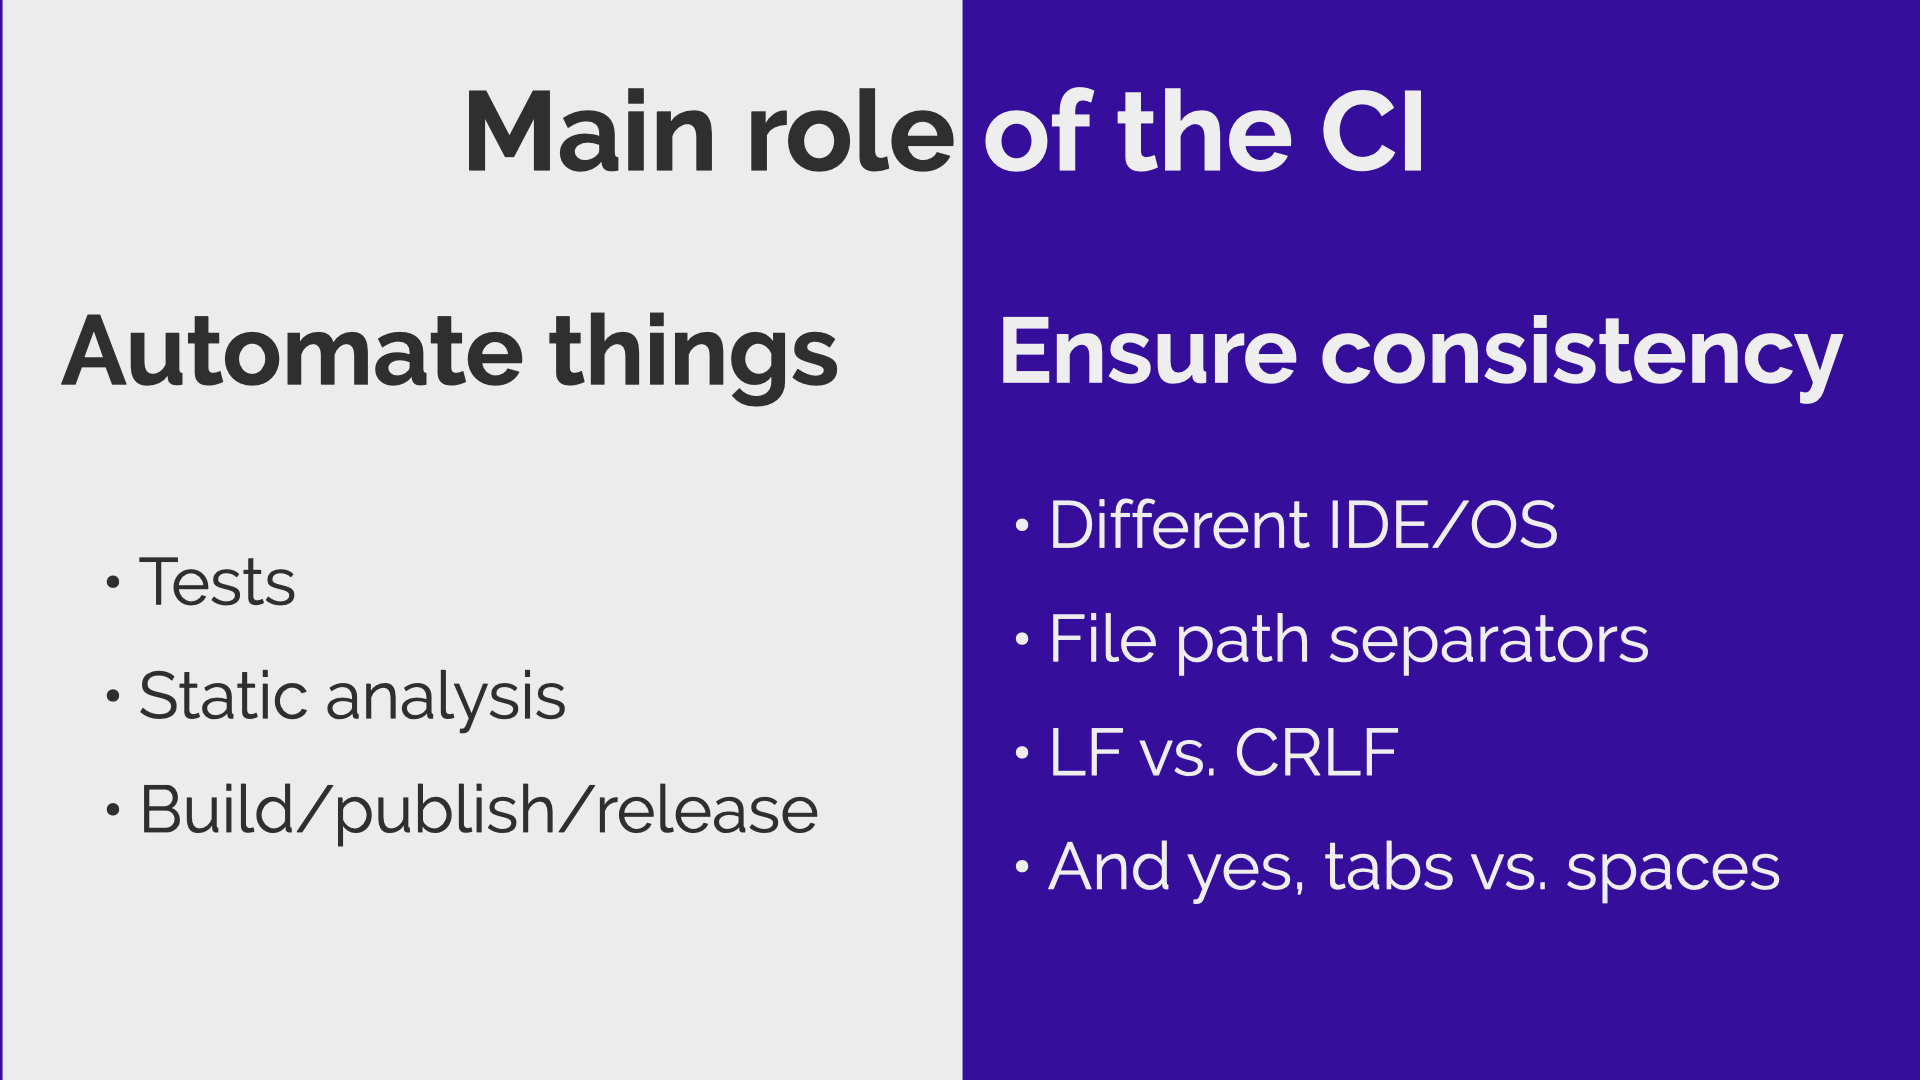 Main role of the CI
Automate things
• Tests
• Static analysis
• Build/publish/release
Ensure consistency
• Different IDE/OS
• File path separators
• LF vs. CRLF
• And yes, tabs vs. spaces